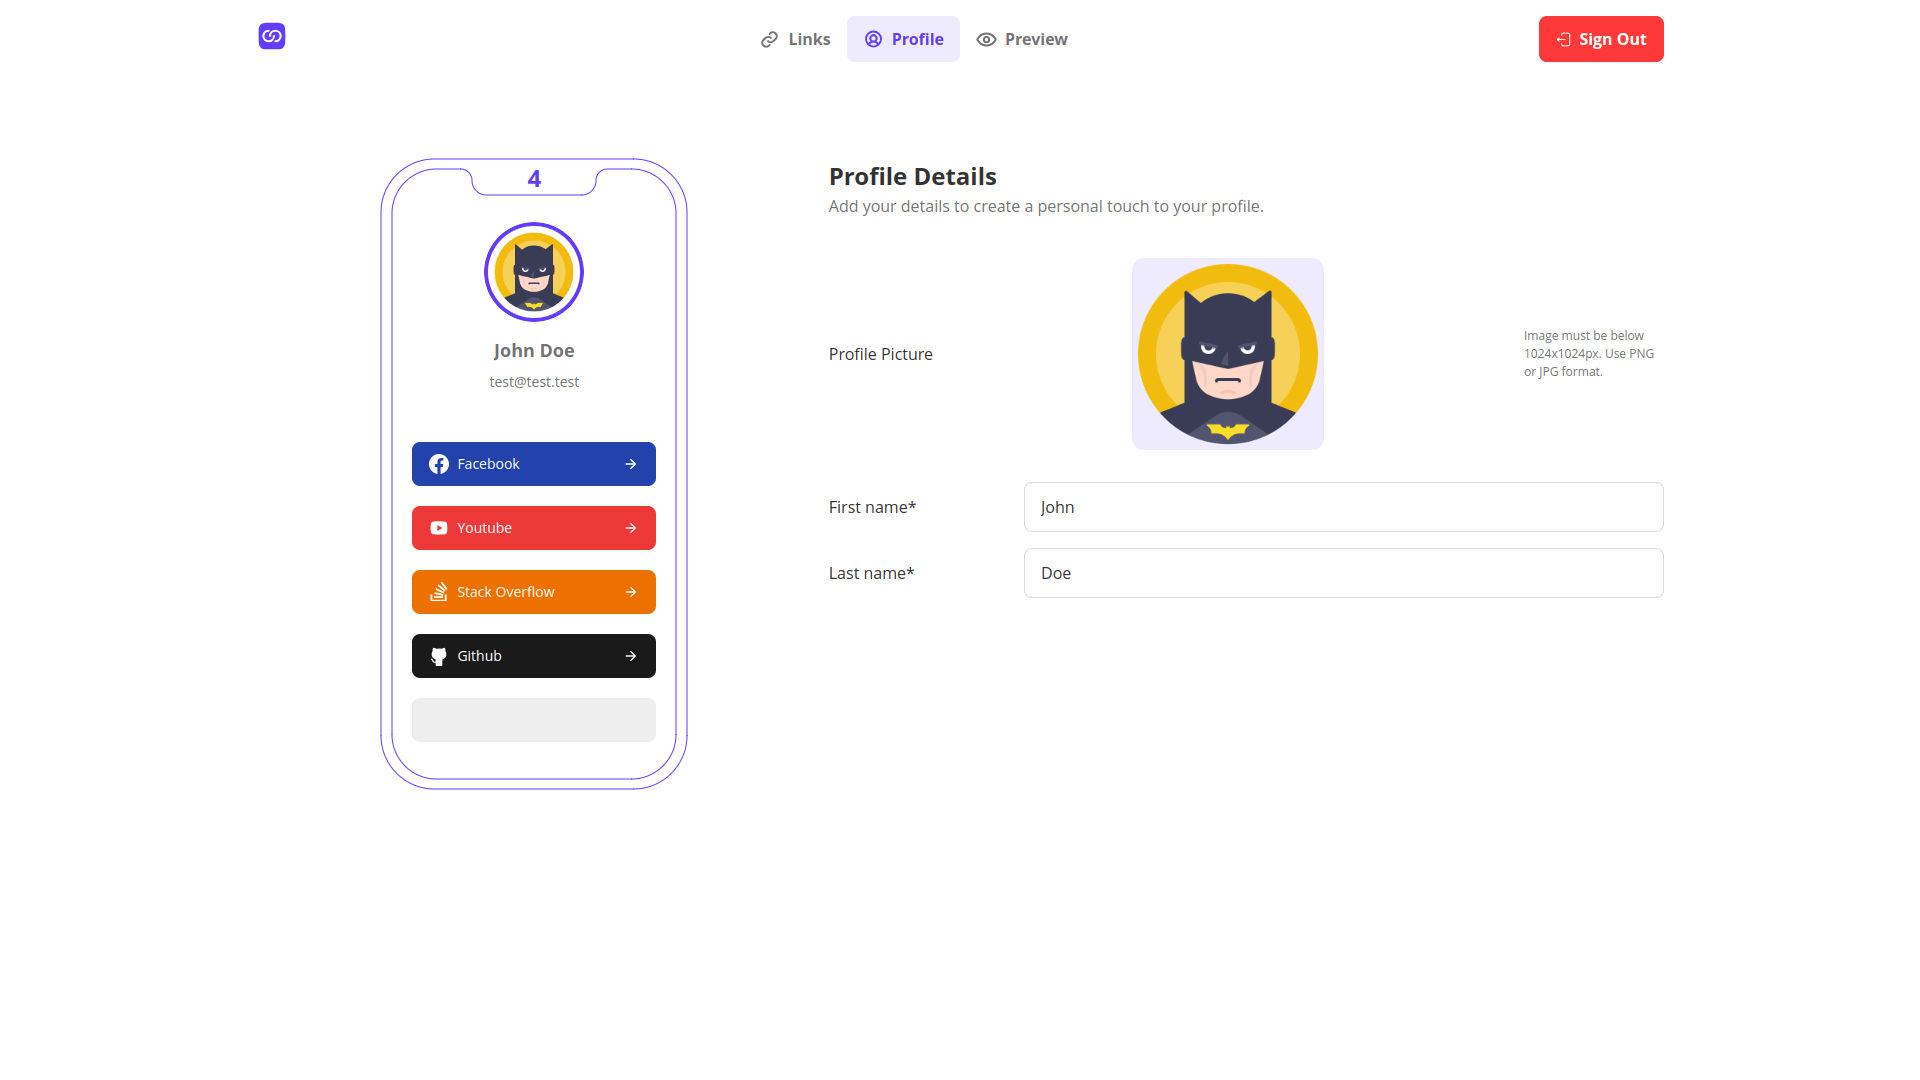 Links
Profile
Preview
Sign Out
4
John Doe
test@test.test
Facebook
Youtube
Stack Overflow
Github
Profile Details
Add your details to create a personal touch to your profile.
Profile Picture
Image must be below
1024x1024px. Use PNG
or JPG format.
First name*
John
Last name*
Doe